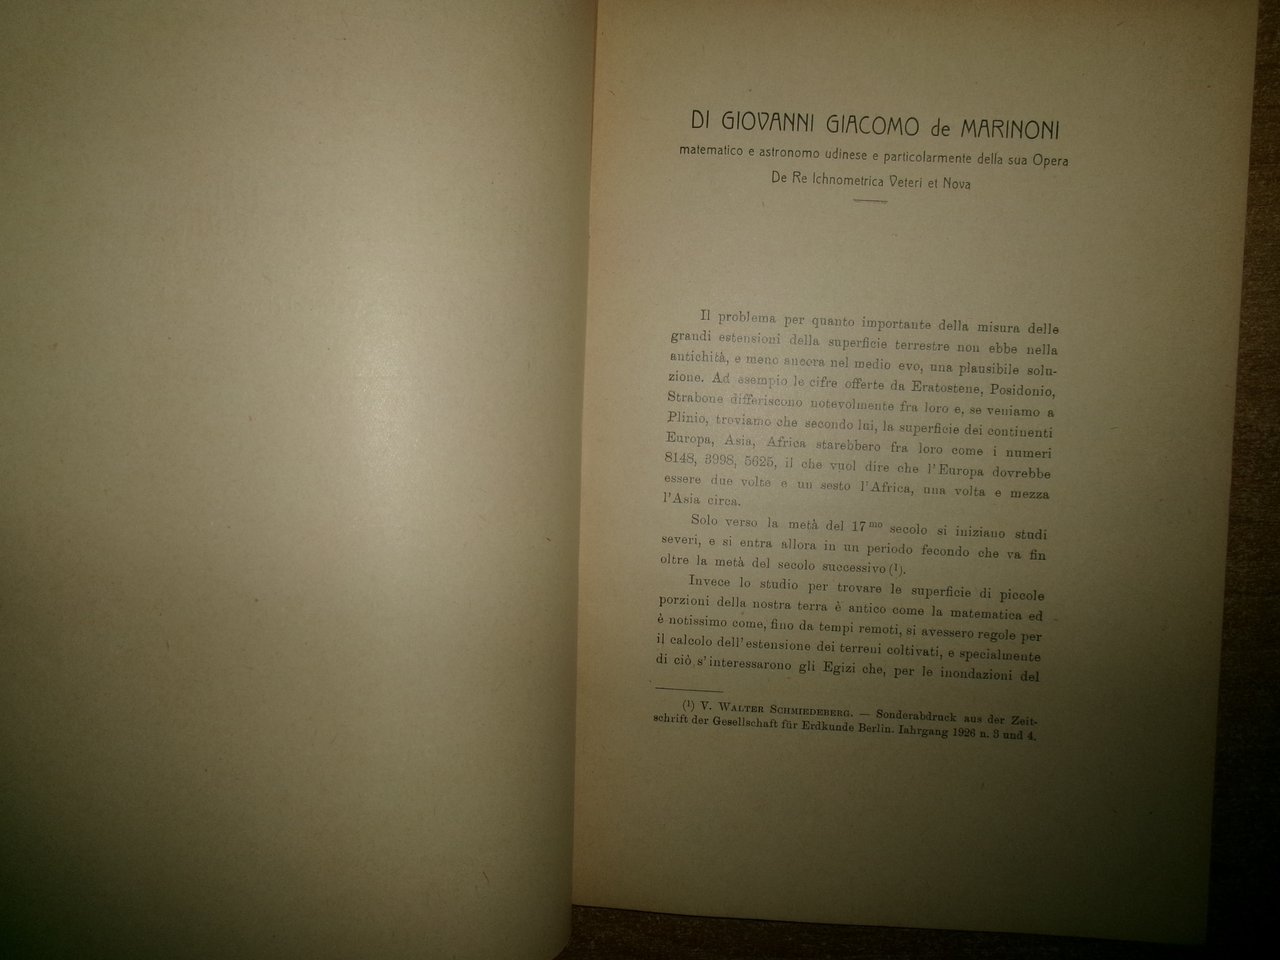 DI GIOVANNI GIACOMO de MARINONI
matematico e astronomo udinese e particolarmente della sua Opera
De Re Ichnometrica Veteri et Nova
Il problema per quanto importante della misura delle
grandi estensioni della superficie terrestre non ebbe nella
antichità, e meno ancora nel medio evo, una plausibile solu-
zione. Ad esempio le cifre offerte da Eratostene, Posidonio,
Strabone differiscono notevolmente fra loro e, se veniamo a
Plinio, troviamo che secondo lui, la superficie dei continenti
Europa, Asia, Africa starebbero fra loro come i numeri
8148, 3998, 5625, il che vuol dire che l'Europa dovrebbe
essere due volte e un sesto l'Africa, una volta e mezza
l'Asia circa.
Solo verso la metà del 17mo secolo si iniziano studi
severi, e si entra allora in un periodo fecondo che va fin
oltre la metà del secolo successivo (1).
Invece lo studio per trovare le superficie di piccole
porzioni della nostra terra è antico come la matematica ed
è notissimo come, fino da tempi remoti, si avessero regole per
il calcolo dell'estensione dei terreni coltivati, e specialmente
di ciò s'interessarono gli Egizi che, per le inondazioni del
(1) V. WALTER SCHMIEDEBERG. — Sonderabdruck aus der Zeit-
schrift der Gesellschaft für Erdkunde Berlin. Iahrgang 1926 n. 3 und 4.